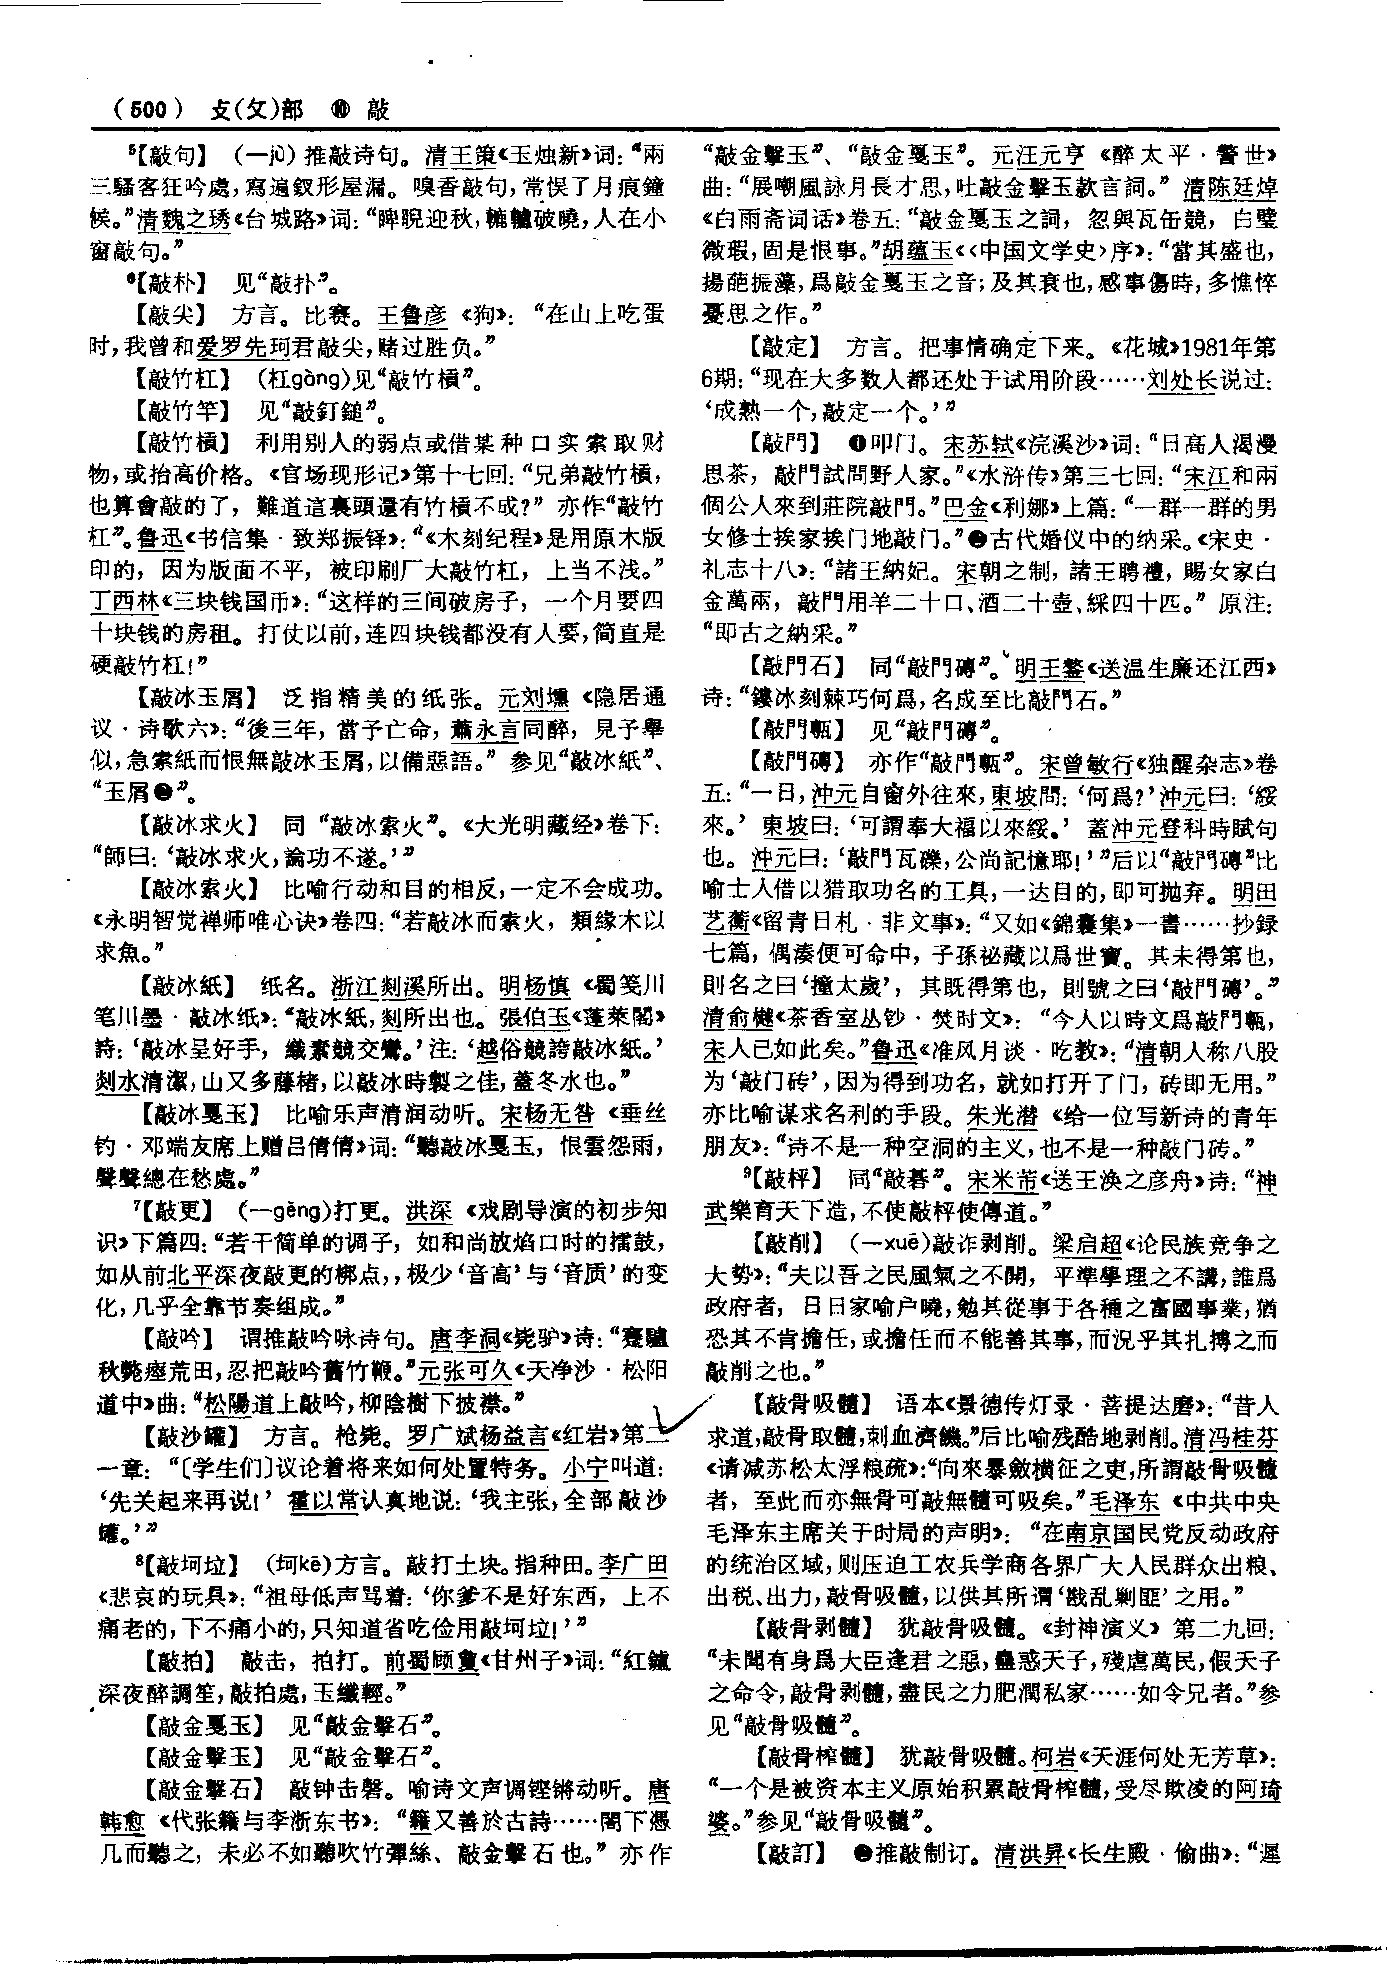 （500） 攴(攵)部 ⑩ 敲
⁵【敲句】 （一jù）推敲诗句。清王策《玉烛新》词：“兩
三騷客狂吟處，寫遍釵形屋漏。嗅香敲句，常悮了月痕鐘
候。”清魏之琇《台城路》词：“睥睨迎秋，轆轤破曉，人在小
窗敲句。”
⁶【敲朴】 见“敲扑”。
【敲尖】 方言。比赛。王鲁彦《狗》：“在山上吃蛋
时，我曾和爱罗先珂君敲尖，赌过胜负。”
【敲竹杠】 （杠gàng）见“敲竹槓”。
【敲竹竿】 见“敲釘鎚”。
【敲竹槓】 利用别人的弱点或借某种口实索取财
物，或抬高价格。《官场现形记》第十七回：“兄弟敲竹槓，
也算會敲的了，難道這裏頭還有竹槓不成？” 亦作“敲竹
杠”。鲁迅《书信集·致郑振铎》：“《木刻纪程》是用原木版
印的，因为版面不平，被印刷厂大敲竹杠，上当不浅。”
丁西林《三块钱国币》：“这样的三间破房子，一个月要四
十块钱的房租。打仗以前，连四块钱都没有人要，简直是
硬敲竹杠！”
【敲冰玉屑】 泛指精美的纸张。元刘壎《隐居通
议·诗歌六》：“後三年，當予亡命，蕭永言同醉，見予舉
似，急索紙而恨無敲冰玉屑，以備惡語。” 参见“敲冰紙”、
“玉屑❷”。
【敲冰求火】 同“敲冰索火”。《大光明藏经》卷下：
“師曰：‘敲冰求火，論功不遂。’”
【敲冰索火】 比喻行动和目的相反，一定不会成功。
《永明智觉禅师唯心诀》卷四：“若敲冰而索火，類緣木以
求魚。”
【敲冰紙】 纸名。浙江剡溪所出。明杨慎《蜀笺川
笔川墨·敲冰纸》：“敲冰紙，剡所出也。張伯玉《蓬萊閣》
詩：‘敲冰呈好手，織素競交鸞。’注：‘越俗競誇敲冰紙。’
剡水清潔，山又多藤楮，以敲冰時製之佳，蓋冬水也。”
【敲冰戛玉】 比喻乐声清润动听。宋杨无咎《垂丝
钓·邓端友席上赠吕倩倩》词：“聽敲冰戛玉，恨雲怨雨，
聲聲總在愁處。”
⁷【敲更】 （一gēng）打更。洪深《戏剧导演的初步知
识》下篇四：“若干简单的调子，如和尚放焰口时的擂鼓，
如从前北平深夜敲更的梆点，，极少‘音高’与‘音质’的变
化，几乎全靠节奏组成。”
【敲吟】 谓推敲吟咏诗句。唐李洞《毙驴》诗：“蹇驢
秋斃瘞荒田，忍把敲吟舊竹鞭。”元张可久《天净沙·松阳
道中》曲：“松陽道上敲吟，柳陰樹下披襟。”
【敲沙罐】 方言。枪毙。罗广斌杨益言《红岩》第二
一章：“〔学生们〕议论着将来如何处置特务。小宁叫道：
‘先关起来再说！’ 霍以常认真地说：‘我主张，全部敲沙
罐。’”
⁸【敲坷垃】 （坷kē）方言。敲打土块。指种田。李广田
《悲哀的玩具》：“祖母低声骂着：‘你爹不是好东西，上不
痛老的，下不痛小的，只知道省吃俭用敲坷垃！’”
【敲拍】 敲击，拍打。前蜀顾夐《甘州子》词：“紅鑪
深夜醉調笙，敲拍處，玉纖輕。”
【敲金戛玉】 见“敲金擊石”。
【敲金擊玉】 见“敲金擊石”。
【敲金擊石】 敲钟击磬。喻诗文声调铿锵动听。唐
韩愈《代张籍与李浙东书》：“籍又善於古詩……閤下憑
几而聽之，未必不如聽吹竹彈絲、敲金擊石也。” 亦作
“敲金擊玉”、“敲金戛玉”。元汪元亨《醉太平·警世》
曲：“展嘲風詠月長才思，吐敲金擊玉款言詞。” 清陈廷焯
《白雨斋词话》卷五：“敲金戛玉之詞，忽與瓦缶競，白璧
微瑕，固是恨事。”胡蕴玉《〈中国文学史〉序》：“當其盛也，
揚葩振藻，爲敲金戛玉之音；及其衰也，感事傷時，多憔悴
憂思之作。”
【敲定】 方言。把事情确定下来。《花城》1981年第
6期：“现在大多数人都还处于试用阶段……刘处长说过：
‘成熟一个，敲定一个。’”
【敲門】 ❶叩门。宋苏轼《浣溪沙》词：“日高人渴漫
思茶，敲門試問野人家。”《水浒传》第三七回：“宋江和兩
個公人來到莊院敲門。”巴金《利娜》上篇：“一群一群的男
女修士挨家挨门地敲门。”❷古代婚仪中的纳采。《宋史·
礼志十八》：“諸王納妃。宋朝之制，諸王聘禮，賜女家白
金萬兩，敲門用羊二十口、酒二十壺、綵四十匹。” 原注：
“即古之納采。”
【敲門石】 同“敲門磚”。明王鏊《送温生廉还江西》
诗：“鏤冰刻棘巧何爲，名成至比敲門石。”
【敲門甎】 见“敲門磚”。
【敲門磚】 亦作“敲門甎”。宋曾敏行《独醒杂志》卷
五：“一日，沖元自窗外往來，東坡問：‘何爲？’沖元曰：‘綏
來。’ 東坡曰：‘可謂奉大福以來綏。’ 蓋沖元登科時賦句
也。沖元曰：‘敲門瓦礫，公尚記憶耶！’”后以“敲門磚”比
喻士人借以猎取功名的工具，一达目的，即可抛弃。明田
艺蘅《留青日札·非文事》：“又如《錦囊集》一書……抄録
七篇，偶湊便可命中，子孫祕藏以爲世寶。其未得第也，
則名之曰‘撞太歲’，其既得第也，則號之曰‘敲門磚’。”
清俞樾《茶香室丛钞·焚时文》：“今人以時文爲敲門甎，
宋人已如此矣。”鲁迅《准风月谈·吃教》：“清朝人称八股
为‘敲门砖’，因为得到功名，就如打开了门，砖即无用。”
亦比喻谋求名利的手段。朱光潜《给一位写新诗的青年
朋友》：“诗不是一种空洞的主义，也不是一种敲门砖。”
⁹【敲枰】 同“敲棊”。宋米芾《送王涣之彦舟》诗：“神
武樂育天下造，不使敲枰使傳道。”
【敲削】 （一xuē）敲诈剥削。梁启超《论民族竞争之
大势》：“夫以吾之民風氣之不開，平準學理之不講，誰爲
政府者，日日家喻户曉，勉其從事于各種之富國事業，猶
恐其不肯擔任，或擔任而不能善其事，而況乎其扎搏之而
敲削之也。”
【敲骨吸髓】 语本《景德传灯录·菩提达磨》：“昔人
求道，敲骨取髓，刺血濟饑。”后比喻残酷地剥削。清冯桂芬
《请减苏松太浮粮疏》：“向來暴斂横征之吏，所謂敲骨吸髓
者，至此而亦無骨可敲無髓可吸矣。”毛泽东《中共中央
毛泽东主席关于时局的声明》：“在南京国民党反动政府
的统治区域，则压迫工农兵学商各界广大人民群众出粮、
出税、出力，敲骨吸髓，以供其所谓‘戡乱剿匪’之用。”
【敲骨剥髓】 犹敲骨吸髓。《封神演义》第二九回：
“未聞有身爲大臣逢君之惡，蠱惑天子，殘虐萬民，假天子
之命令，敲骨剥髓，盡民之力肥潤私家……如令兄者。”参
见“敲骨吸髓”。
【敲骨榨髓】 犹敲骨吸髓。柯岩《天涯何处无芳草》：
“一个是被资本主义原始积累敲骨榨髓，受尽欺凌的阿琦
婆。”参见“敲骨吸髓”。
【敲訂】 ❷推敲制订。清洪昇《长生殿·偷曲》：“遲